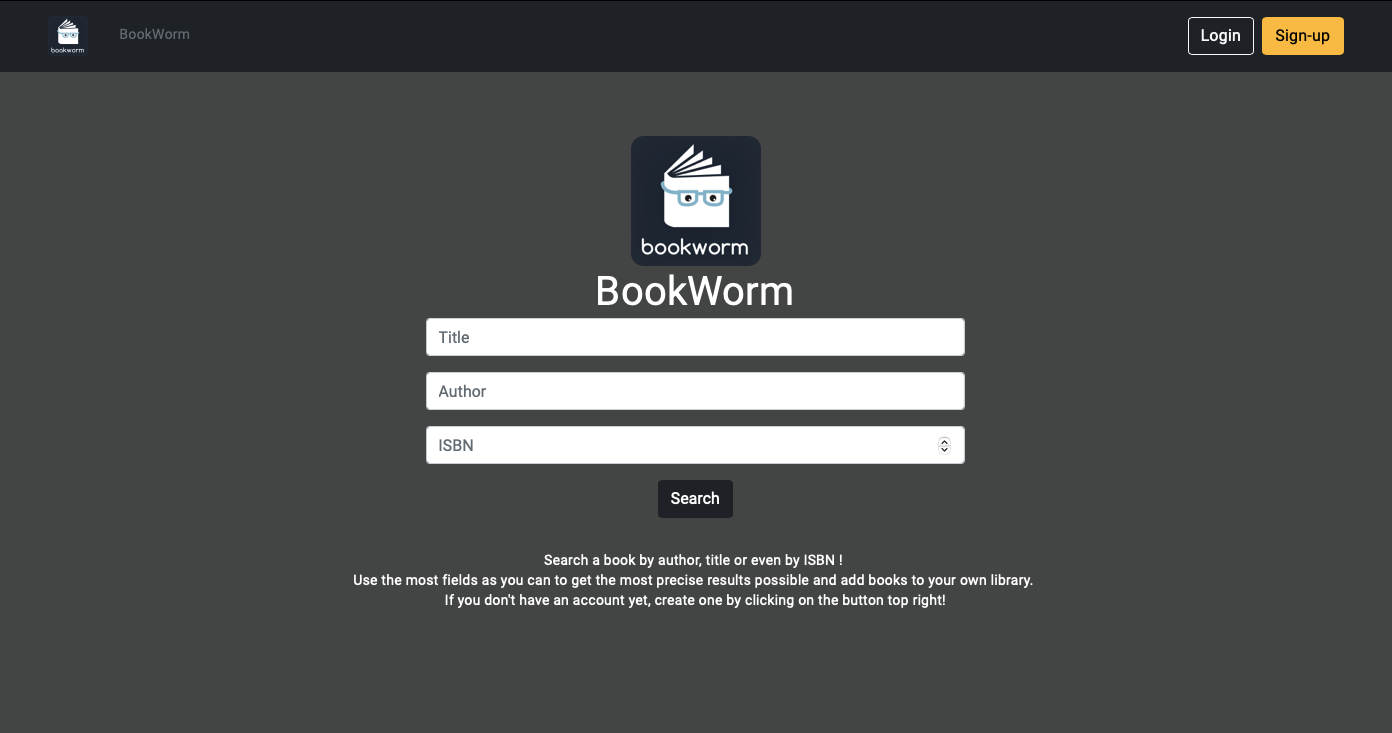 bookworm
BookWorm
Login
Sign-up
bookworm
BookWorm
Title
Author
ISBN
Search
Search a book by author, title or even by ISBN !
Use the most fields as you can to get the most precise results possible and add books to your own library.
If you don't have an account yet, create one by clicking on the button top right!